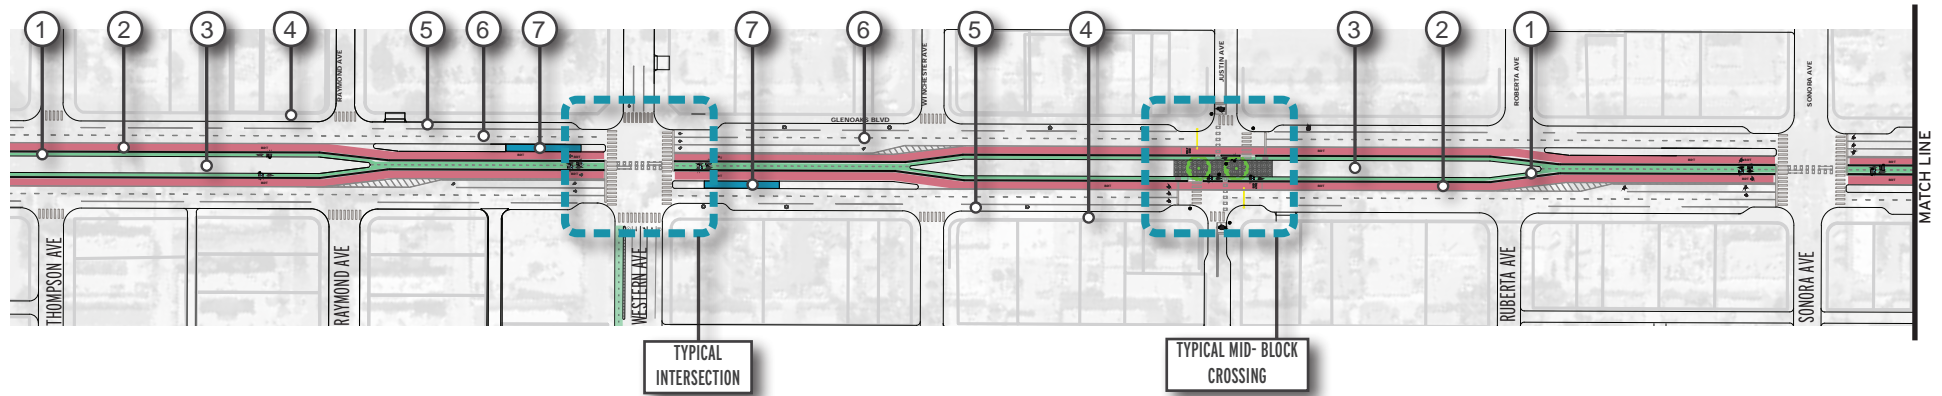 1 2 3 4 5 6 7 7 6 5 4 3 2 1
RAYMOND AVE
WINCHESTER AVE
JUSTIN AVE
ROBERTA AVE
SONORA AVE
GLENOAKS BLVD
THOMPSON AVE
RAYMOND AVE
WESTERN AVE
RUBERTA AVE
SONORA AVE
MATCH LINE
TYPICAL
INTERSECTION
TYPICAL MID- BLOCK
CROSSING